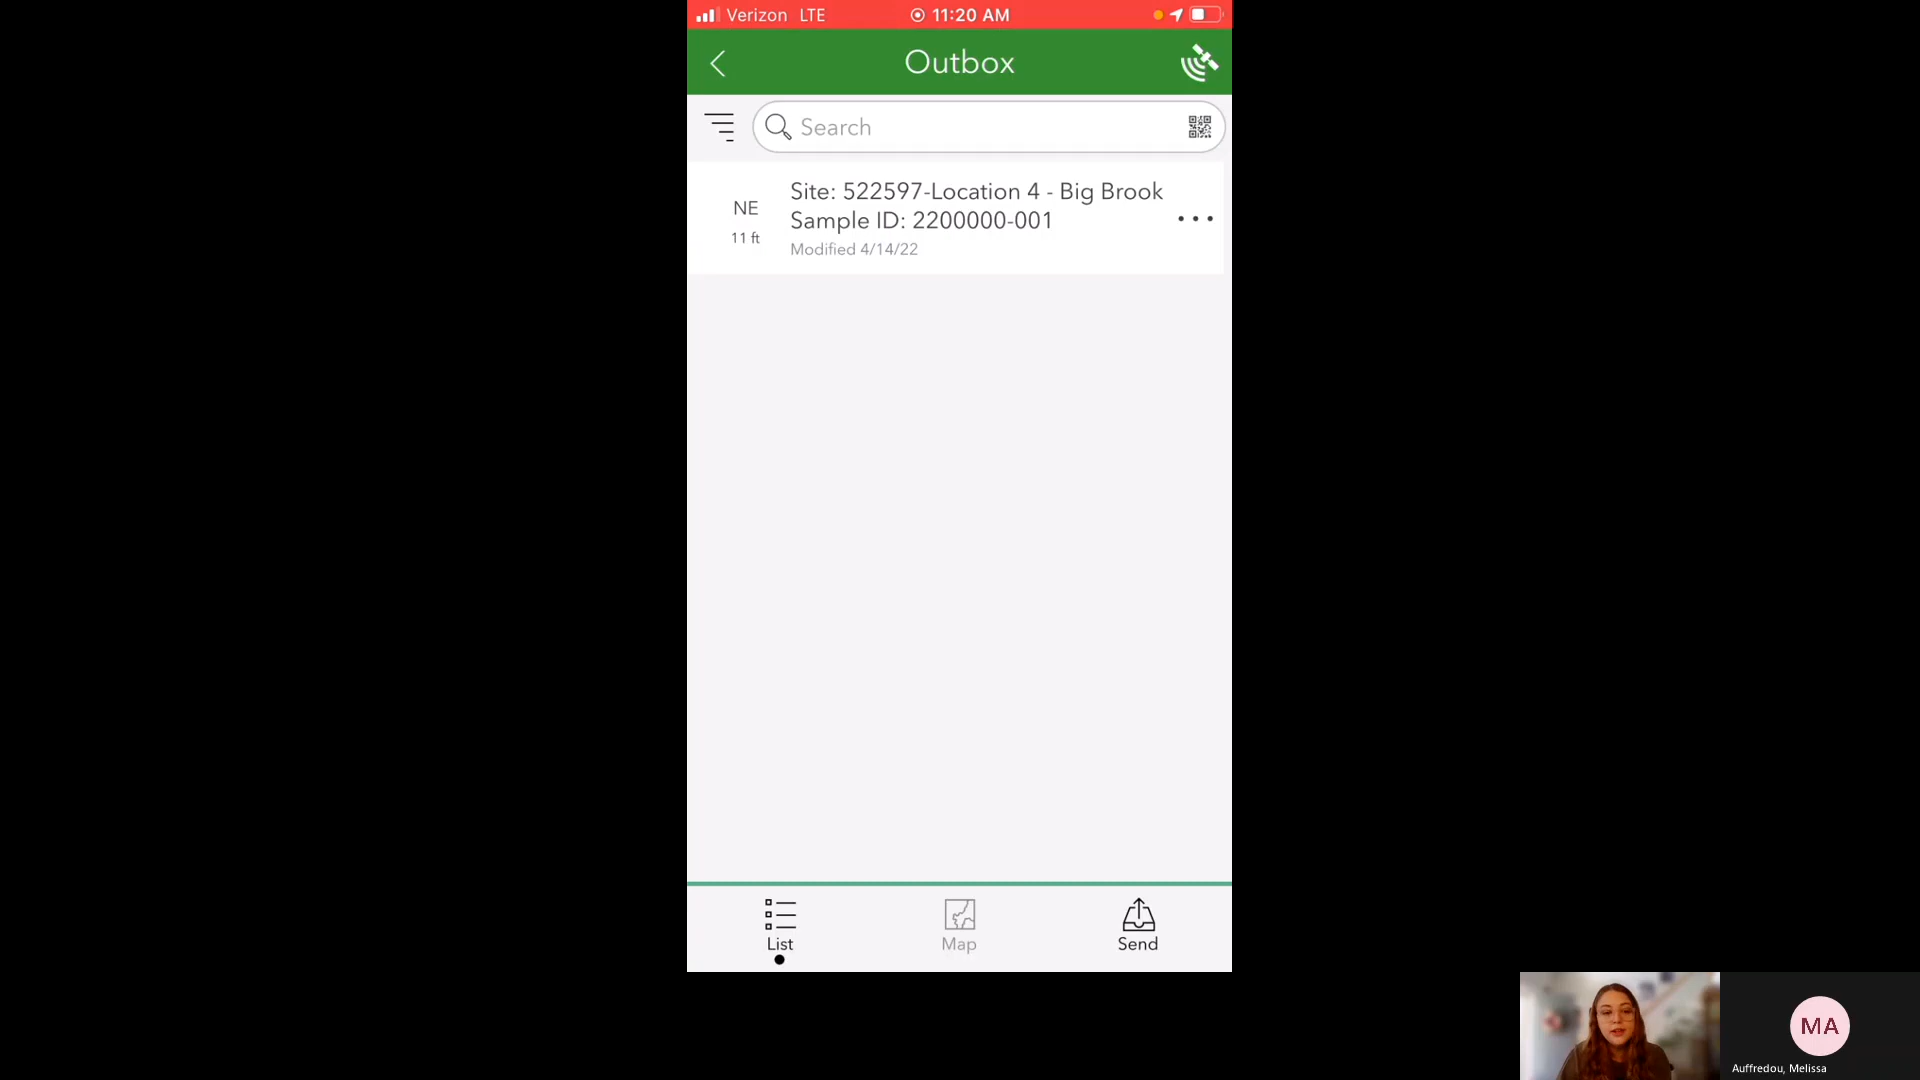 Verizon LTE 11:20 AM
Outbox
Search
NE
11 ft
Site: 522597-Location 4 - Big Brook
Sample ID: 2200000-001
Modified 4/14/22
List
Map
Send
MA
Auffredou, Melissa